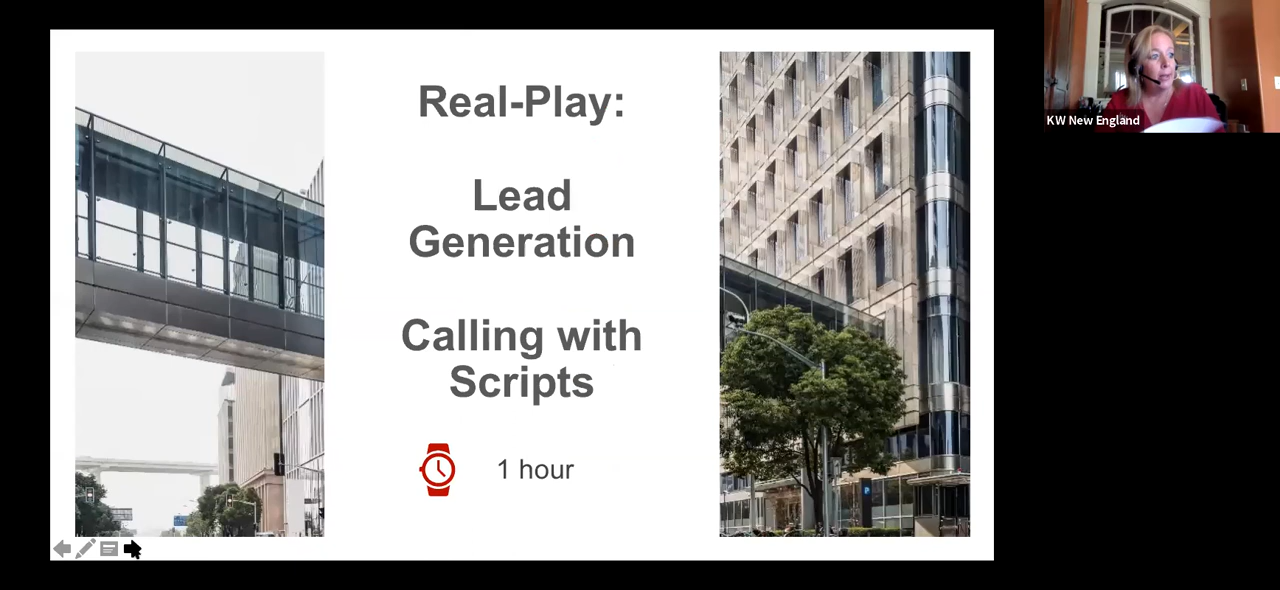 Real-Play:
Lead
Generation
Calling with
Scripts
1 hour
KW New England
P